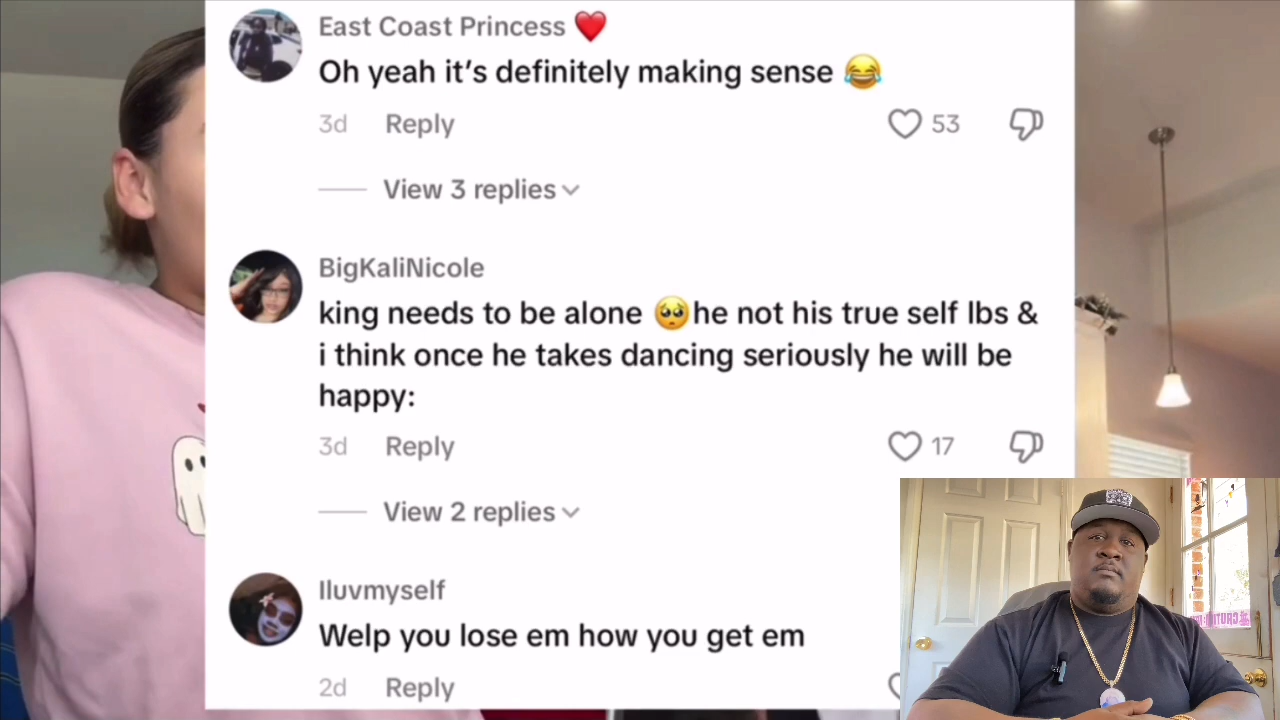 East Coast Princess ❤️
Oh yeah it's definitely making sense 😂
3d Reply 53
View 3 replies
BigKaliNicole
king needs to be alone 🥺he not his true self lbs &
i think once he takes dancing seriously he will be
happy:
3d Reply 17
View 2 replies
Iluvmyself
Welp you lose em how you get em
2d Reply